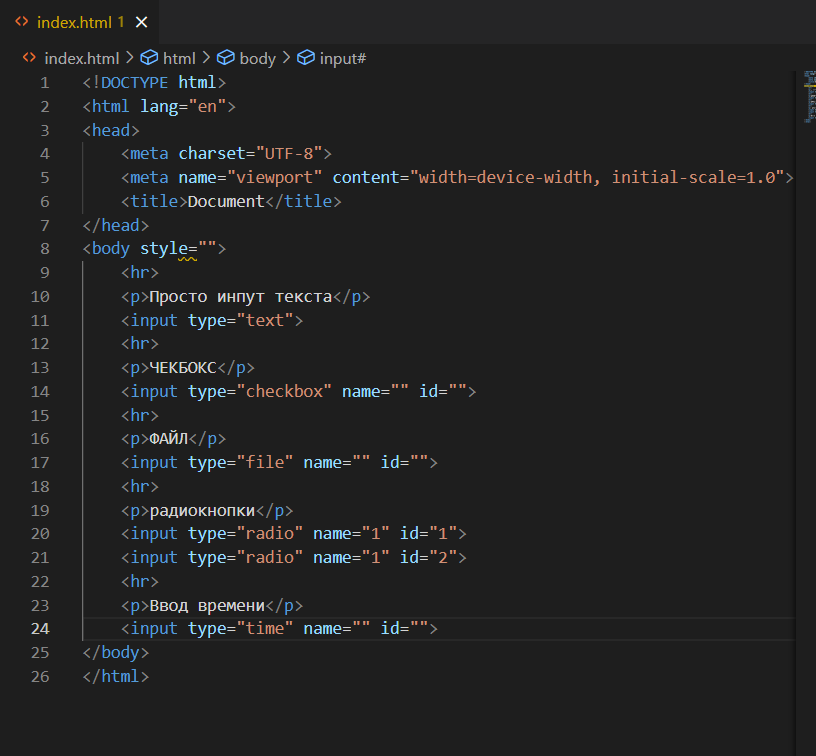 index.html 1
index.html > html > body > input#
1 <!DOCTYPE html>
2 <html lang="en">
3 <head>
4 <meta charset="UTF-8">
5 <meta name="viewport" content="width=device-width, initial-scale=1.0">
6 <title>Document</title>
7 </head>
8 <body style="">
9 <hr>
10 <p>Просто инпут текста</p>
11 <input type="text">
12 <hr>
13 <p>ЧЕКБОКС</p>
14 <input type="checkbox" name="" id="">
15 <hr>
16 <p>ФАЙЛ</p>
17 <input type="file" name="" id="">
18 <hr>
19 <p>радиокнопки</p>
20 <input type="radio" name="1" id="1">
21 <input type="radio" name="1" id="2">
22 <hr>
23 <p>Ввод времени</p>
24 <input type="time" name="" id="">
25 </body>
26 </html>